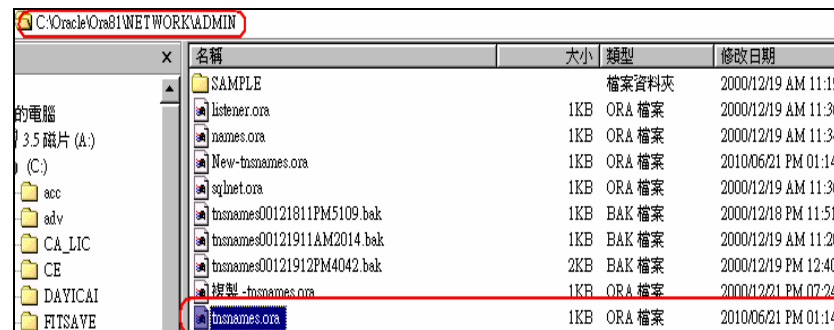 C:\Oracle\Ora81\NETWORK\ADMIN
× 名稱 大小 類型 修改日期
SAMPLE 檔案資料夾 2000/12/19 AM 11:1
的電腦 listener.ora 1KB ORA 檔案 2000/12/19 AM 11:3
3.5 磁片 (A:) names.ora 1KB ORA 檔案 2000/12/19 AM 11:3
(C:) New-tnsnames.ora 1KB ORA 檔案 2010/06/21 PM 01:14
acc sqlnet.ora 1KB ORA 檔案 2000/12/19 AM 11:3
adv tnsnames00121811PM5109.bak 1KB BAK 檔案 2000/12/18 PM 11:51
CA_LIC tnsnames00121911AM2014.bak 1KB BAK 檔案 2000/12/19 AM 11:2
CE tnsnames00121912PM4042.bak 2KB BAK 檔案 2000/12/19 PM 12:40
DAYICAI 複製 -tnsnames.ora 1KB ORA 檔案 2000/12/21 PM 07:24
FITSAVE tnsnames.ora 1KB ORA 檔案 2010/06/21 PM 01:14